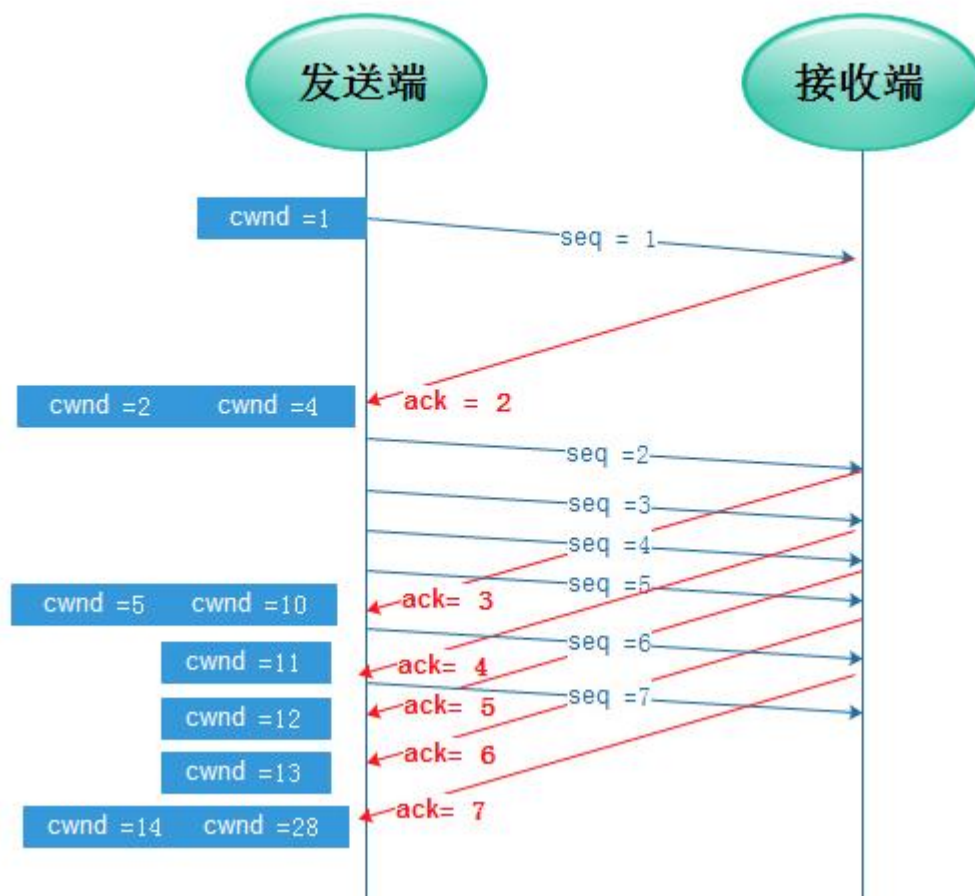 发送端 接收端
cwnd =1
seq = 1
cwnd =2 cwnd =4
ack = 2
seq =2
seq =3
seq =4
seq =5
cwnd =5 cwnd =10
ack= 3
seq =6
cwnd =11
ack= 4
seq =7
cwnd =12
ack= 5
cwnd =13
ack= 6
ack= 7
cwnd =14 cwnd =28